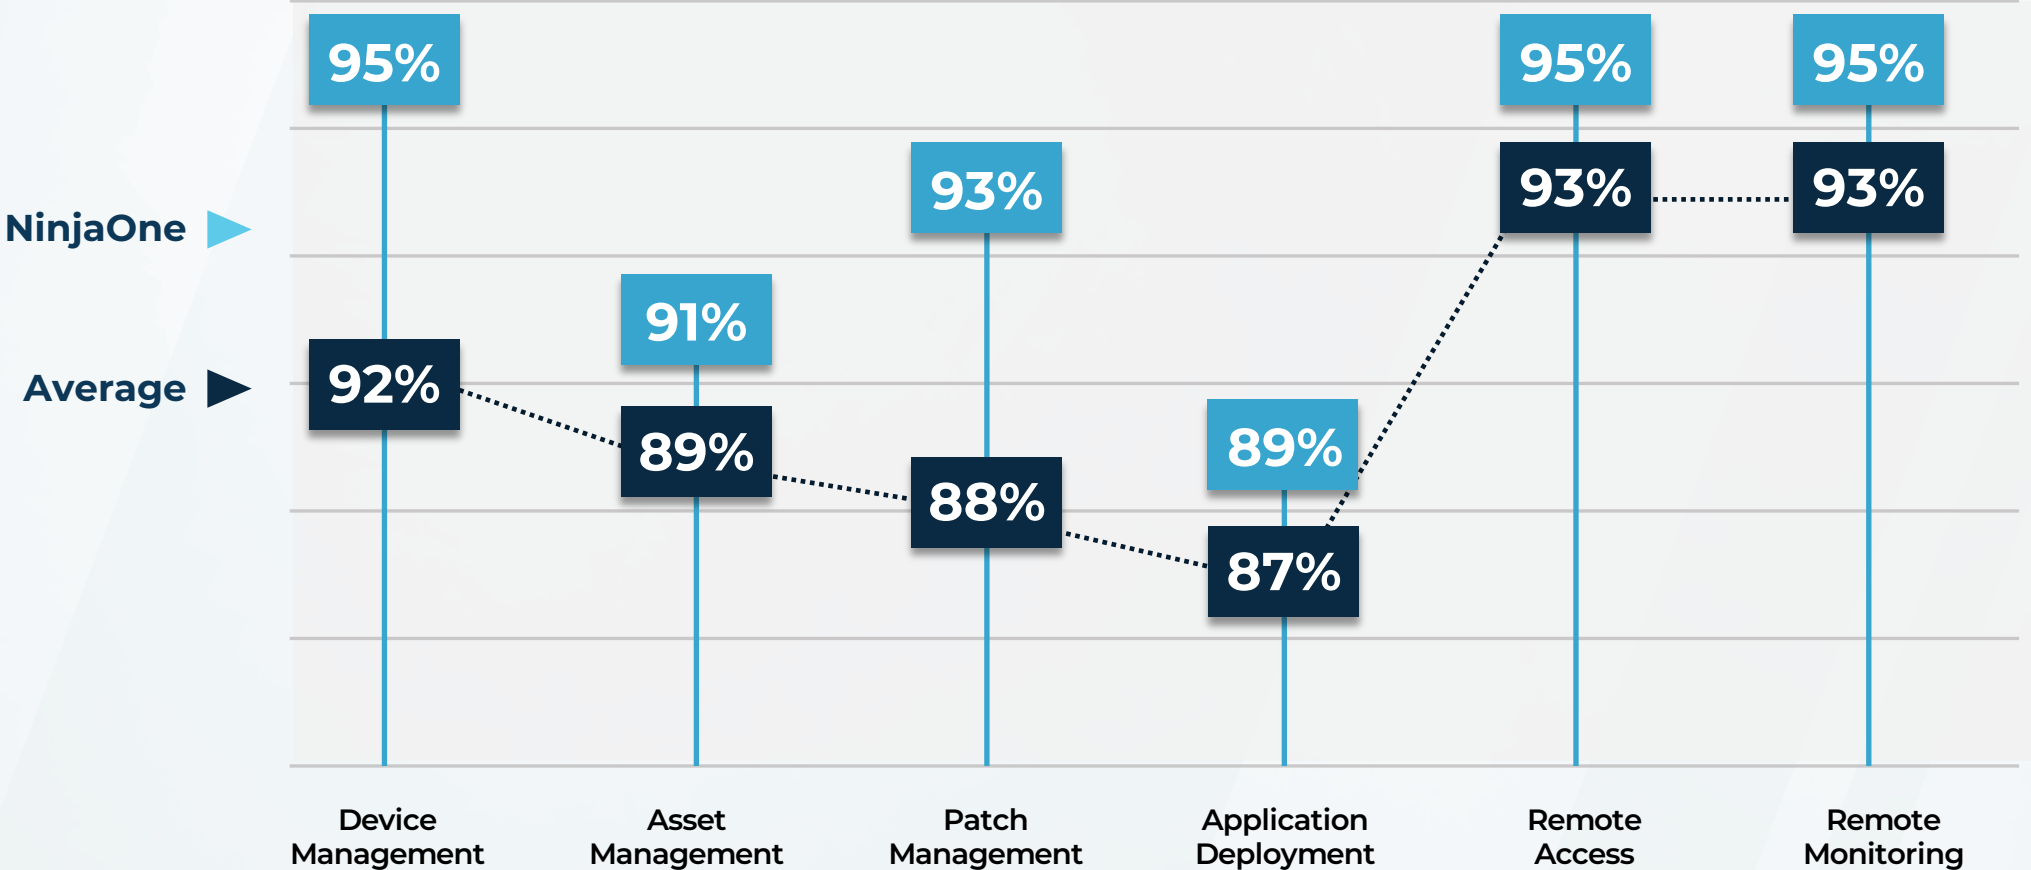 95%
95%
95%
93%
93%
93%
NinjaOne
91%
Average
92%
89%
89%
88%
87%
Device
Management
Asset
Management
Patch
Management
Application
Deployment
Remote
Access
Remote
Monitoring